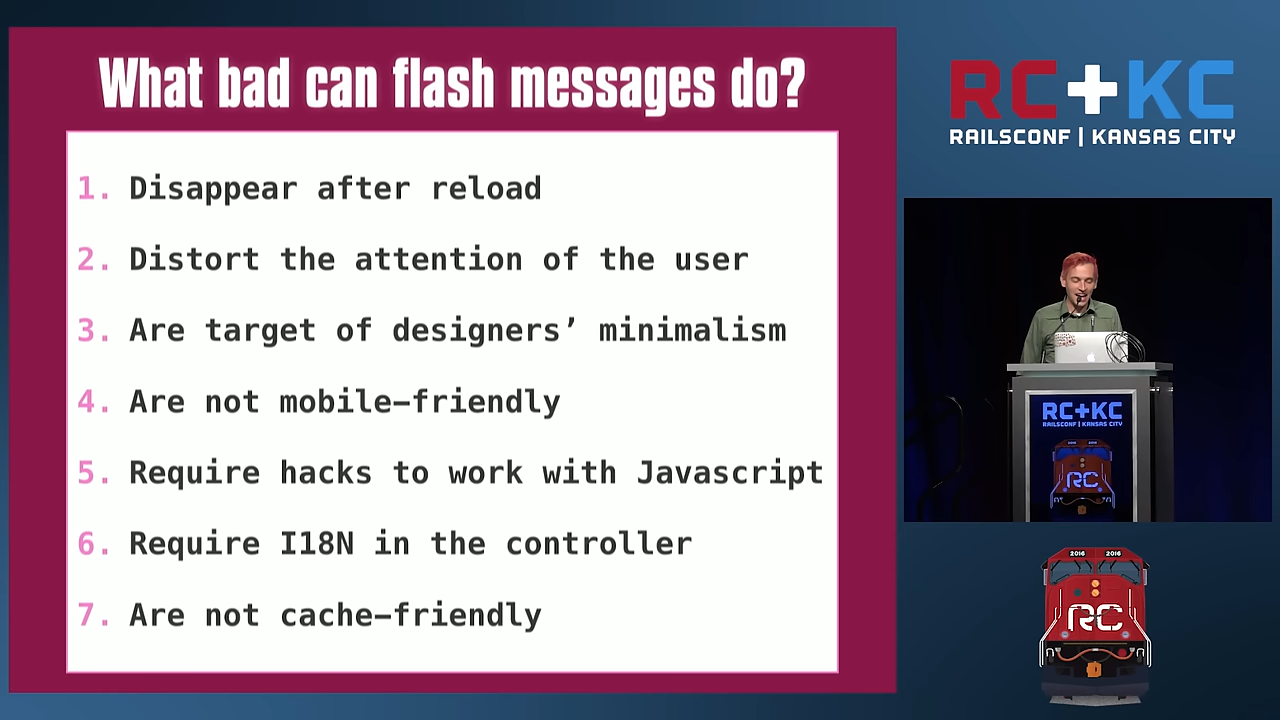 What bad can flash messages do?
1. Disappear after reload
2. Distort the attention of the user
3. Are target of designers’ minimalism
4. Are not mobile–friendly
5. Require hacks to work with Javascript
6. Require I18N in the controller
7. Are not cache–friendly
RC+KC
RAILSCONF | KANSAS CITY
RC+KC
RAILSCONF | KANSAS CITY
RC
2016 2016
RC